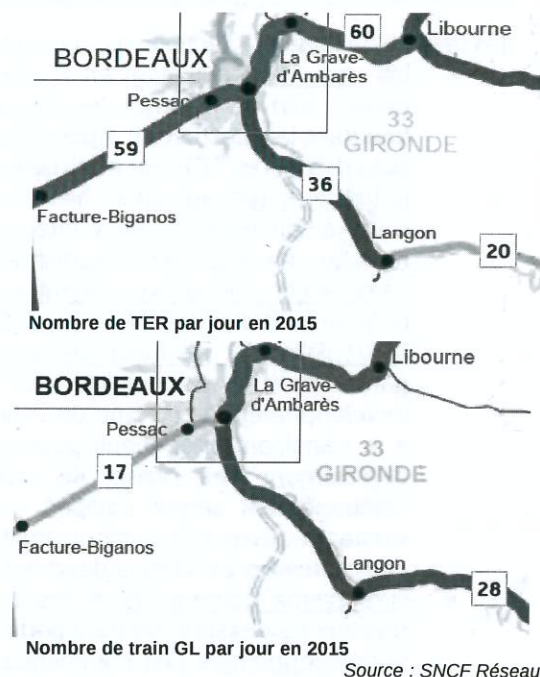 60
Libourne
BORDEAUX
La Grave-
d'Ambarès
Pessac
33
GIRONDE
59
36
Facture-Biganos
Langon
20
Nombre de TER par jour en 2015
Libourne
BORDEAUX
La Grave-
d'Ambarès
Pessac
33
GIRONDE
17
Facture-Biganos
Langon
28
Nombre de train GL par jour en 2015
Source : SNCF Réseau